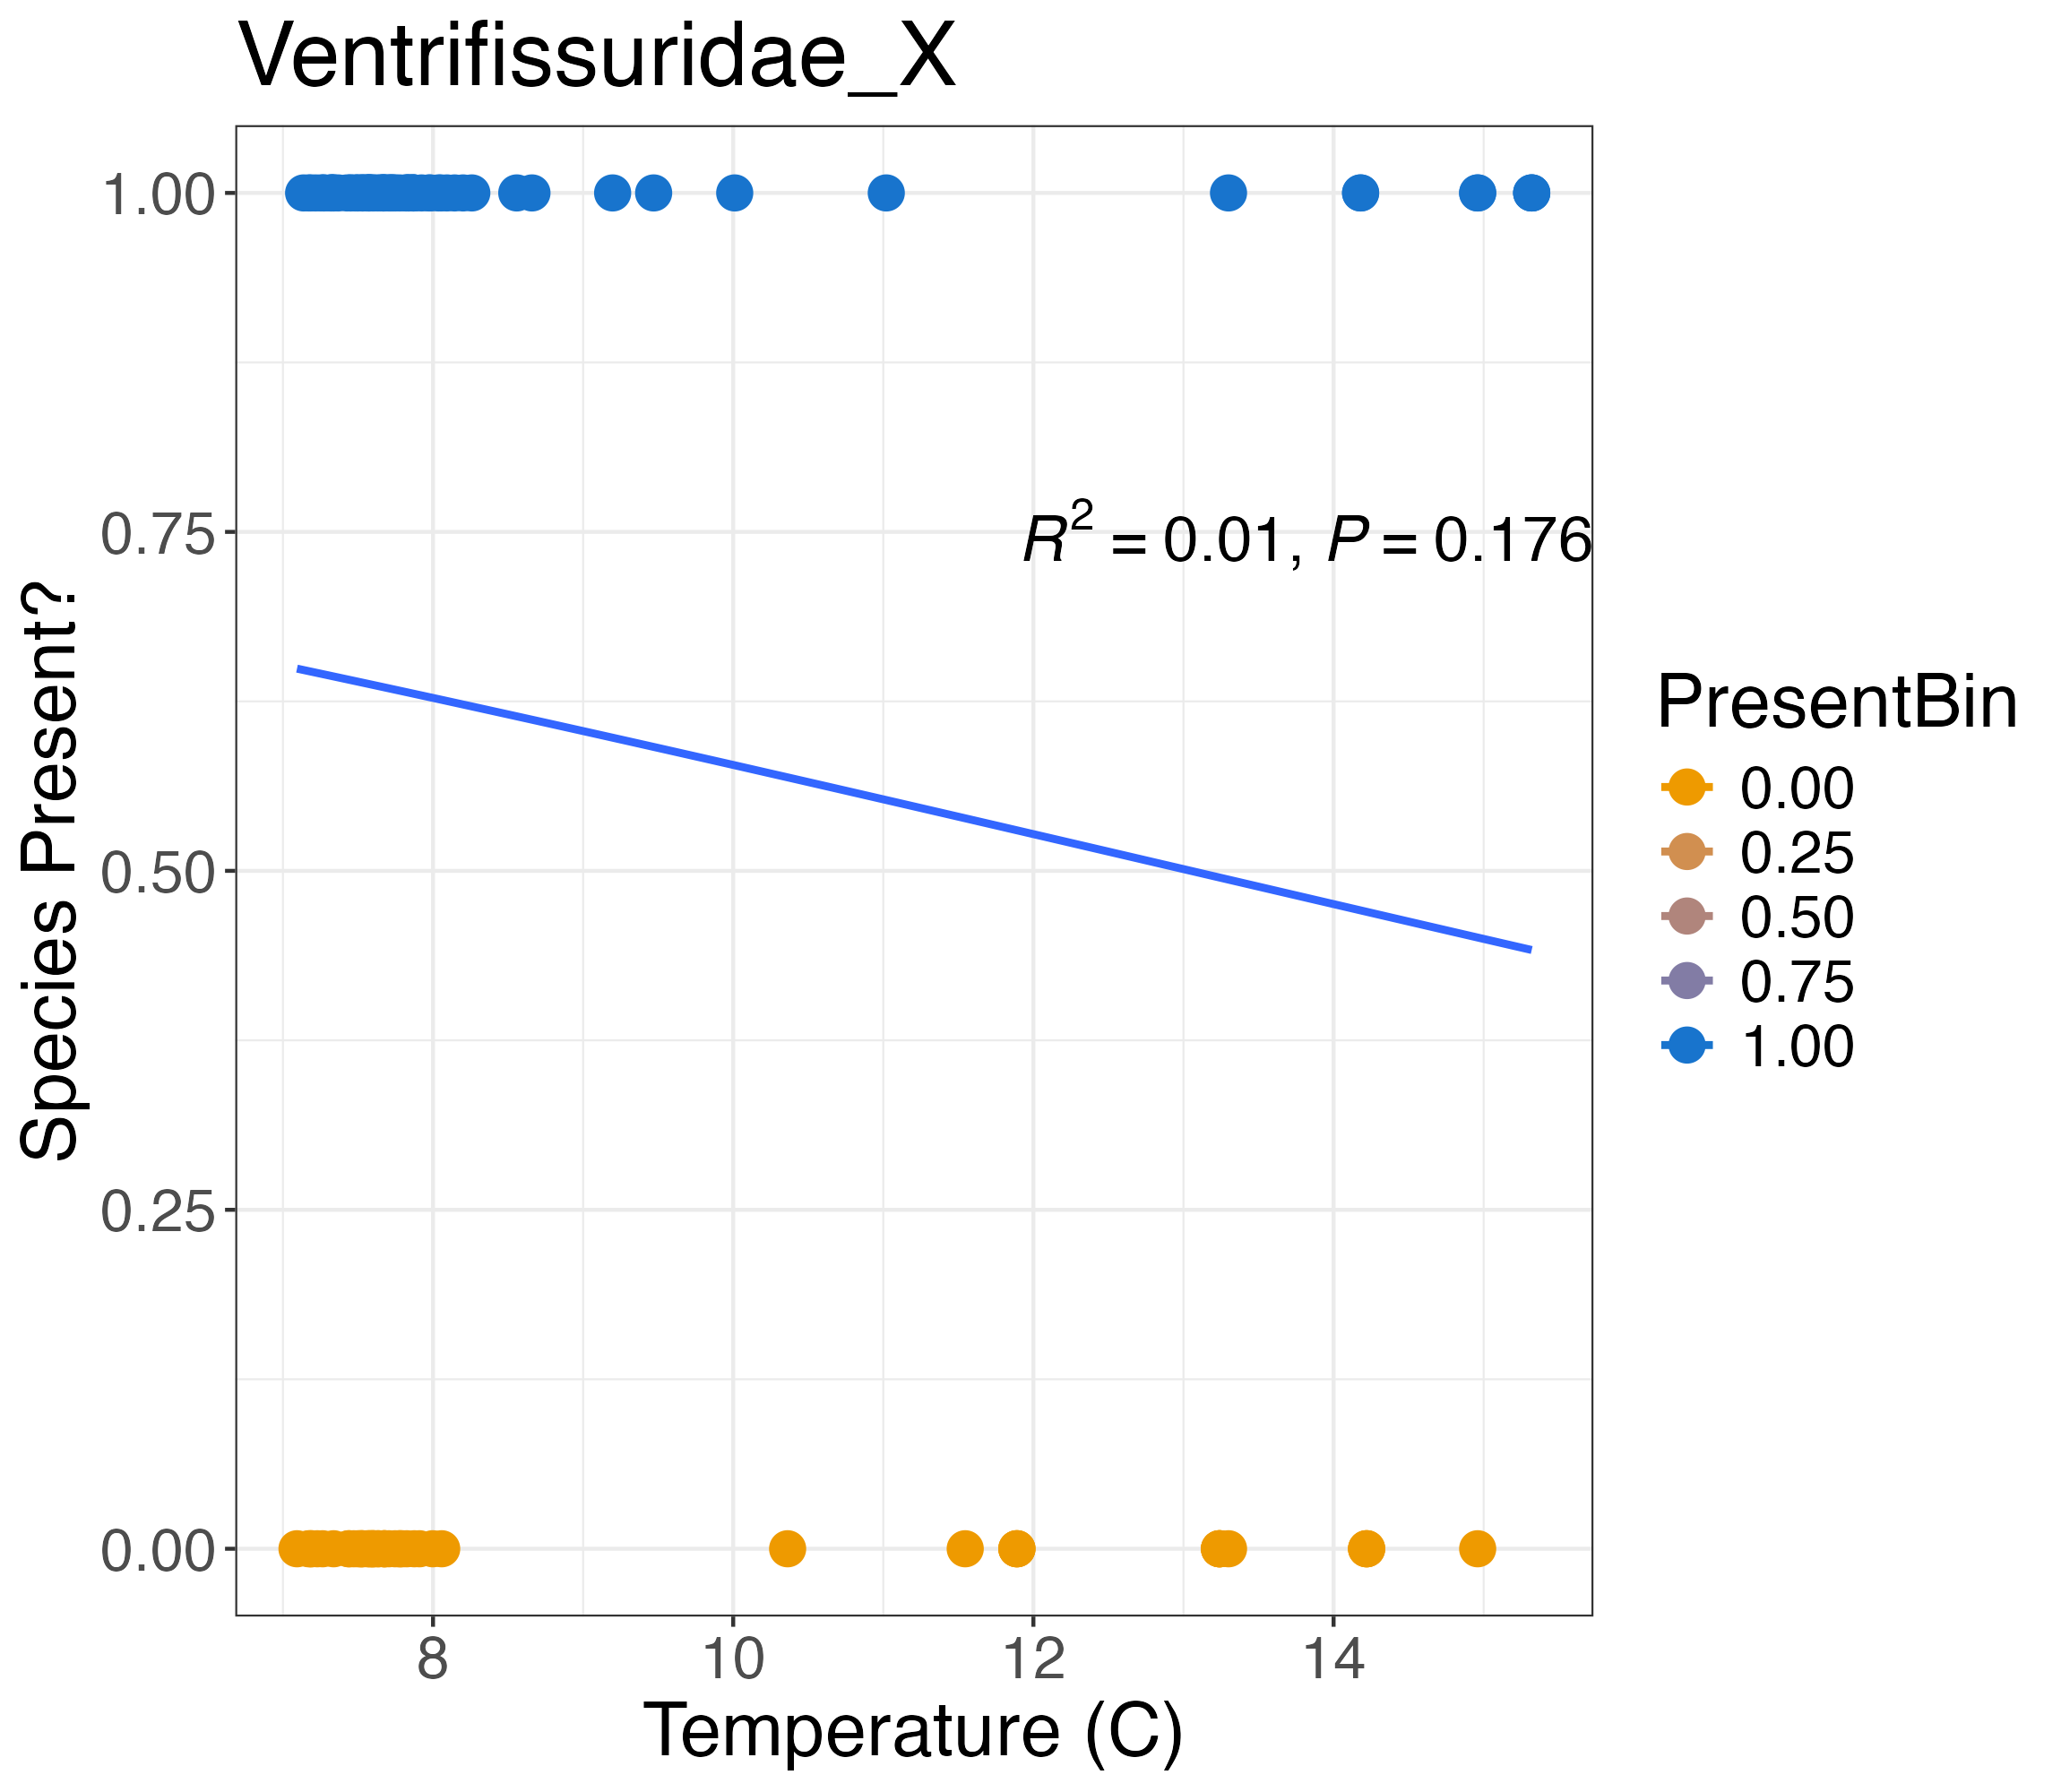 Ventrifissuridae_X
Species Present?
1.00
0.75
0.50
0.25
0.00
R² = 0.01, P = 0.176
8 10 12 14
Temperature (C)
PresentBin
0.00
0.25
0.50
0.75
1.00